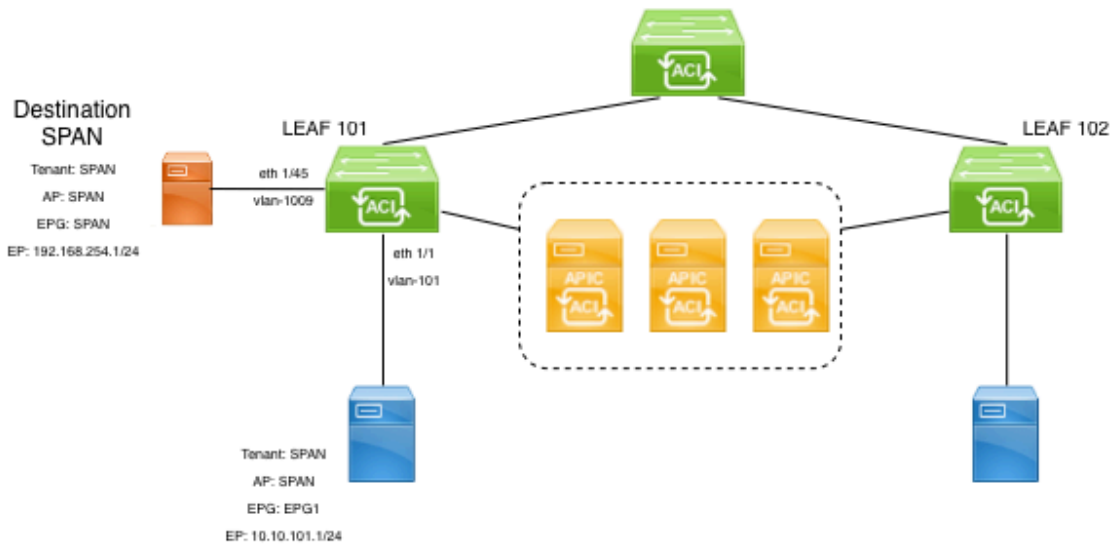 ACI
Destination
SPAN
Tenant: SPAN
AP: SPAN
EPG: SPAN
EP: 192.168.254.1/24
LEAF 101
eth 1/45
vlan-1009
ACI
eth 1/1
vlan-101
APIC
ACI
APIC
ACI
APIC
ACI
LEAF 102
ACI
Tenant: SPAN
AP: SPAN
EPG: EPG1
EP: 10.10.101.1/24